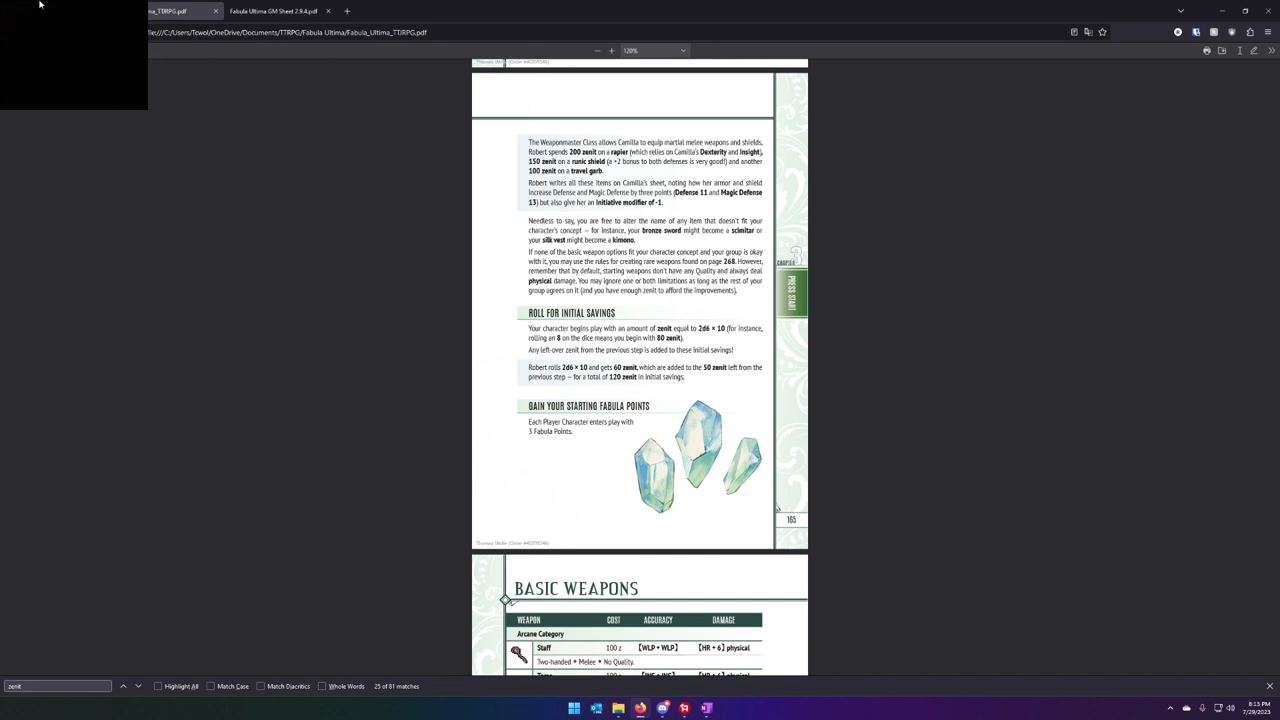 ma_TTJRPG.pdf
Fabula Ultima GM Sheet 2.9.4.pdf
ile:///C:/Users/Tcwol/OneDrive/Documents/TTRPG/Fabula Ultima/Fabula_Ultima_TTJRPG.pdf
120%
The Weaponmaster Class allows Camilla to equip martial melee weapons and shields.
Robert spends 200 zenit on a rapier (which relies on Camilla's Dexterity and Insight),
150 zenit on a runic shield (a +2 bonus to both defenses is very good!) and another
100 zenit on a travel garb.
Robert writes all these items on Camilla's sheet, noting how her armor and shield
increase Defense and Magic Defense by three points (Defense 11 and Magic Defense
13) but also give her an Initiative modifier of -1.
Needless to say, you are free to alter the name of any item that doesn't fit your
character's concept — for instance, your bronze sword might become a scimitar or
your silk vest might become a kimono.
If none of the basic weapon options fit your character concept and your group is okay
with it, you may use the rules for creating rare weapons found on page 268. However,
remember that by default, starting weapons don't have any Quality and always deal
physical damage. You may ignore one or both limitations as long as the rest of your
group agrees on it (and you have enough zenit to afford the improvements).
CHAPTER 3
PRESS START
ROLL FOR INITIAL SAVINGS
Your character begins play with an amount of zenit equal to 2d6 × 10 (for instance,
rolling an 8 on the dice means you begin with 80 zenit).
Any left-over zenit from the previous step is added to these initial savings!
Robert rolls 2d6 × 10 and gets 60 zenit, which are added to the 50 zenit left from the
previous step — for a total of 120 zenit in initial savings.
GAIN YOUR STARTING FABULA POINTS
Each Player Character enters play with
3 Fabula Points.
165
BASIC WEAPONS
WEAPON COST ACCURACY DAMAGE
Arcane Category
Staff 100 z 【WLP + WLP】 【HR + 6】 physical
Two-handed ♦ Melee ♦ No Quality.
zenit
Highlight All Match Case Match Diacritics Whole Words 25 of 81 matches
8:13 PM
7/29/2023